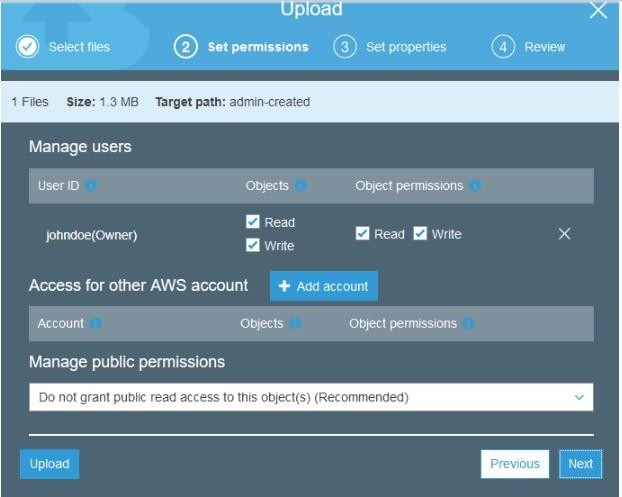 Upload
Select files 2 Set permissions 3 Set properties 4 Review
1 Files Size: 1.3 MB Target path: admin-created
Manage users
User ID Objects Object permissions
Read
johndoe(Owner) Read Write
Write
Access for other AWS account + Add account
Account Objects Object permissions
Manage public permissions
Do not grant public read access to this object(s) (Recommended)
Upload Previous Next